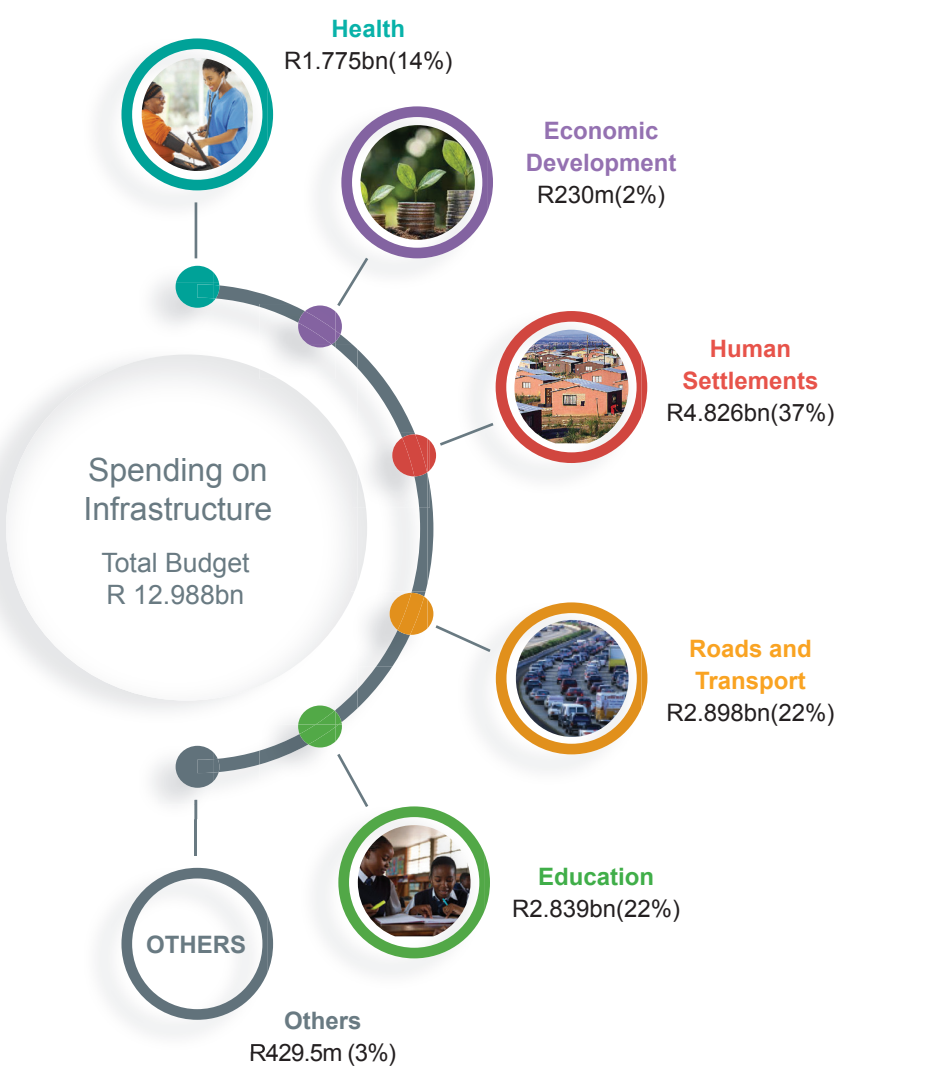 Health
R1.775bn(14%)
Economic
Development
R230m(2%)
Human
Settlements
R4.826bn(37%)
Spending on
Infrastructure
Total Budget
R 12.988bn
Roads and
Transport
R2.898bn(22%)
Education
R2.839bn(22%)
OTHERS
Others
R429.5m (3%)